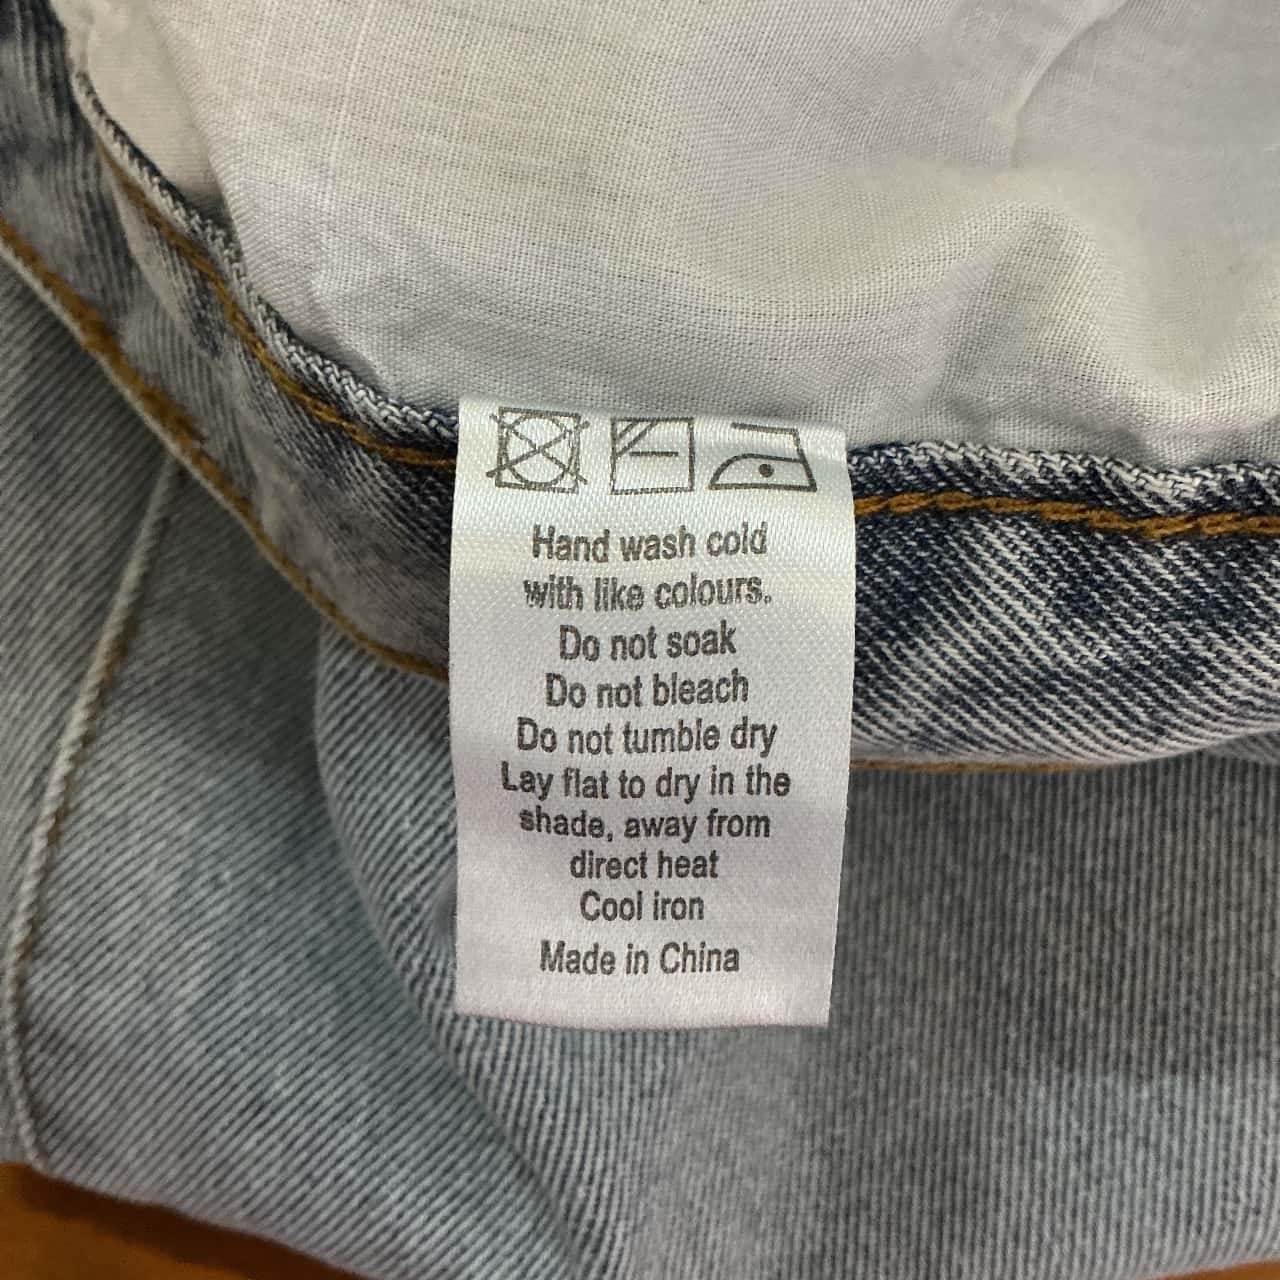 Hand wash cold
with like colours.
Do not soak
Do not bleach
Do not tumble dry
Lay flat to dry in the
shade, away from
direct heat
Cool iron
Made in China